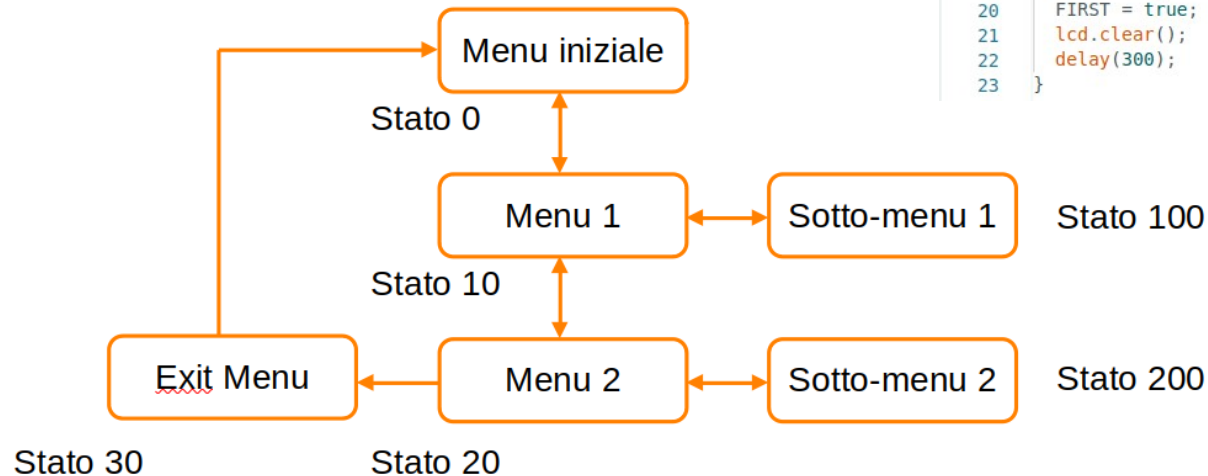 20 FIRST = true;
21 lcd.clear();
22 delay(300);
23 }
Menu iniziale
Stato 0
Menu 1
Sotto-menu 1
Stato 100
Stato 10
Exit Menu
Menu 2
Sotto-menu 2
Stato 200
Stato 30
Stato 20